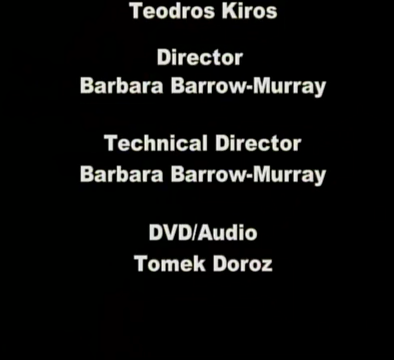 Teodros Kiros
Director
Barbara Barrow-Murray
Technical Director
Barbara Barrow-Murray
DVD/Audio
Tomek Doroz